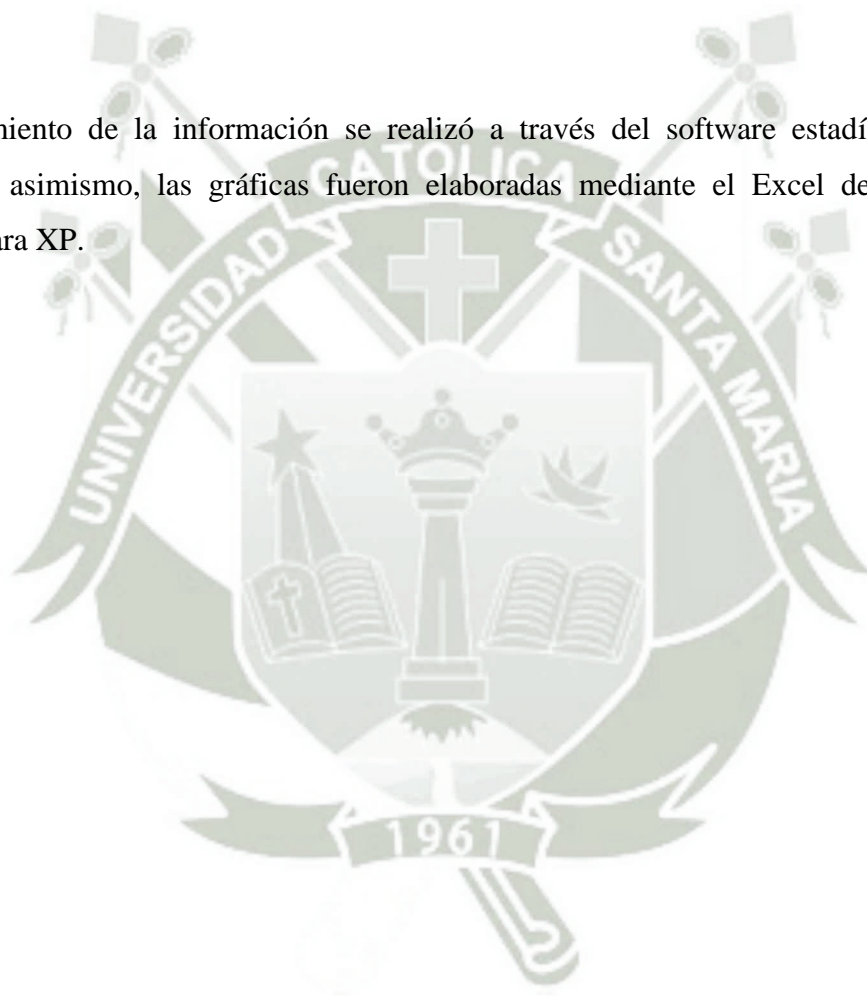 miento de la información se realizó a través del software estadí
asimismo, las gráficas fueron elaboradas mediante el Excel de
ara XP.
UNIVERSIDAD CATOLICA SANTA MARIA
1961